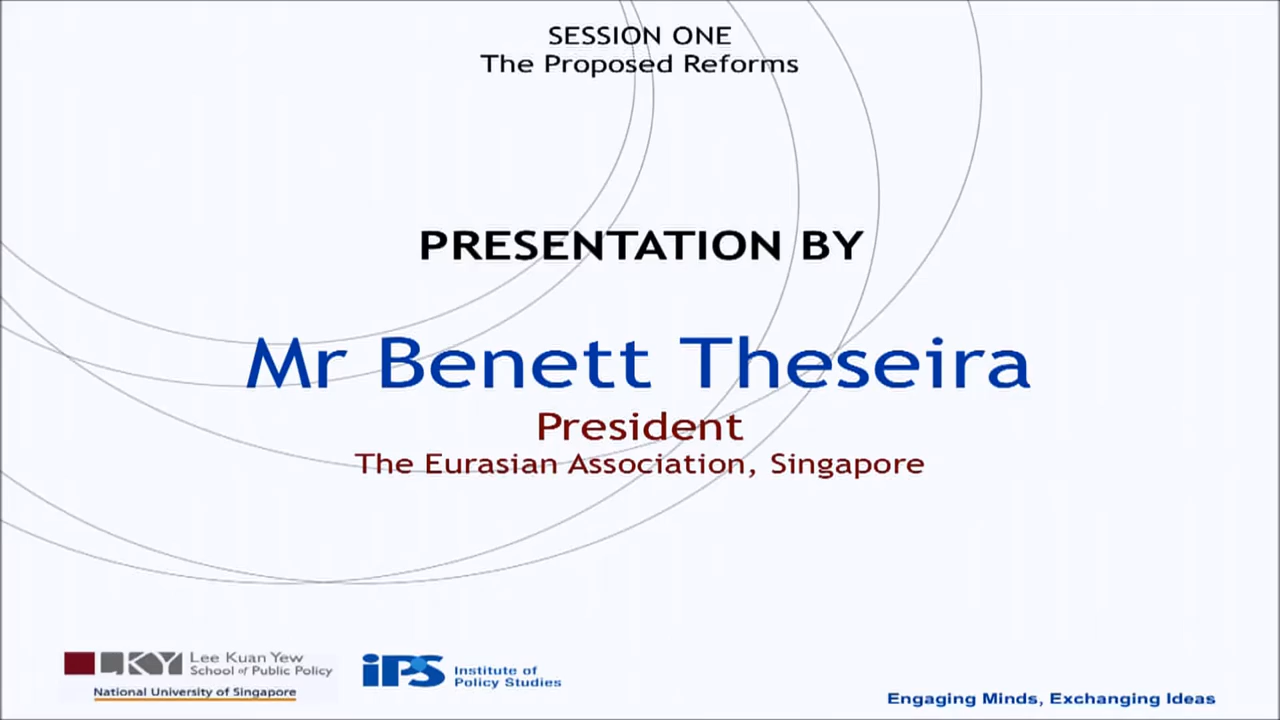 SESSION ONE
The Proposed Reforms
PRESENTATION BY
Mr Benett Theseira
President
The Eurasian Association, Singapore
LKY Lee Kuan Yew
School of Public Policy
National University of Singapore
iPS Institute of
Policy Studies
Engaging Minds, Exchanging Ideas